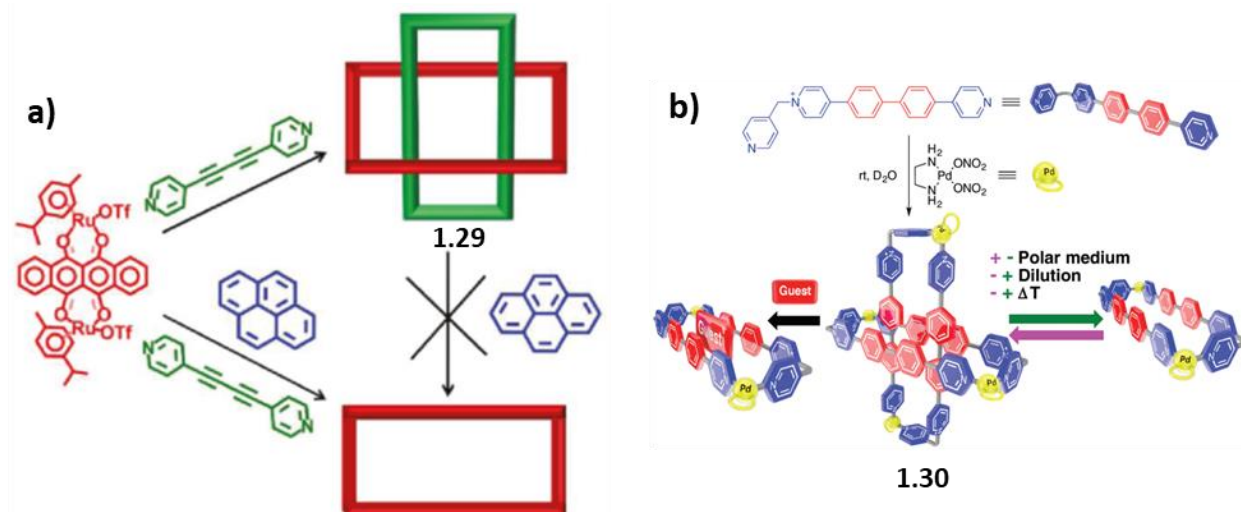 a)
N
N
Ru
OTf
O
O
O
O
Ru
OTf
N
N
1.29
b)
N
N+
N
≡
rt, D2O
H2
N
N
H2
Pd
ONO2
ONO2
≡
Pd
+ - Polar medium
- + Dilution
- + ΔT
Guest
Guest
Pd
Pd
Pd
1.30